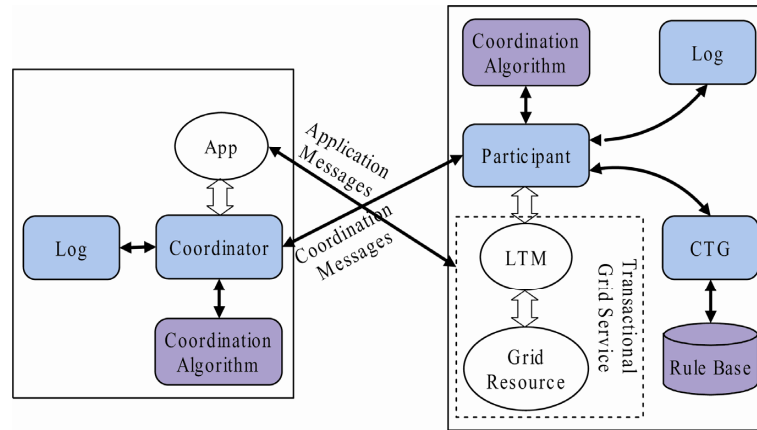 App
Log
Coordinator
Coordination
Algorithm
Application
Messages
Coordination
Messages
Coordination
Algorithm
Log
Participant
LTM
Grid
Resource
Transactional
Grid Service
CTG
Rule Base